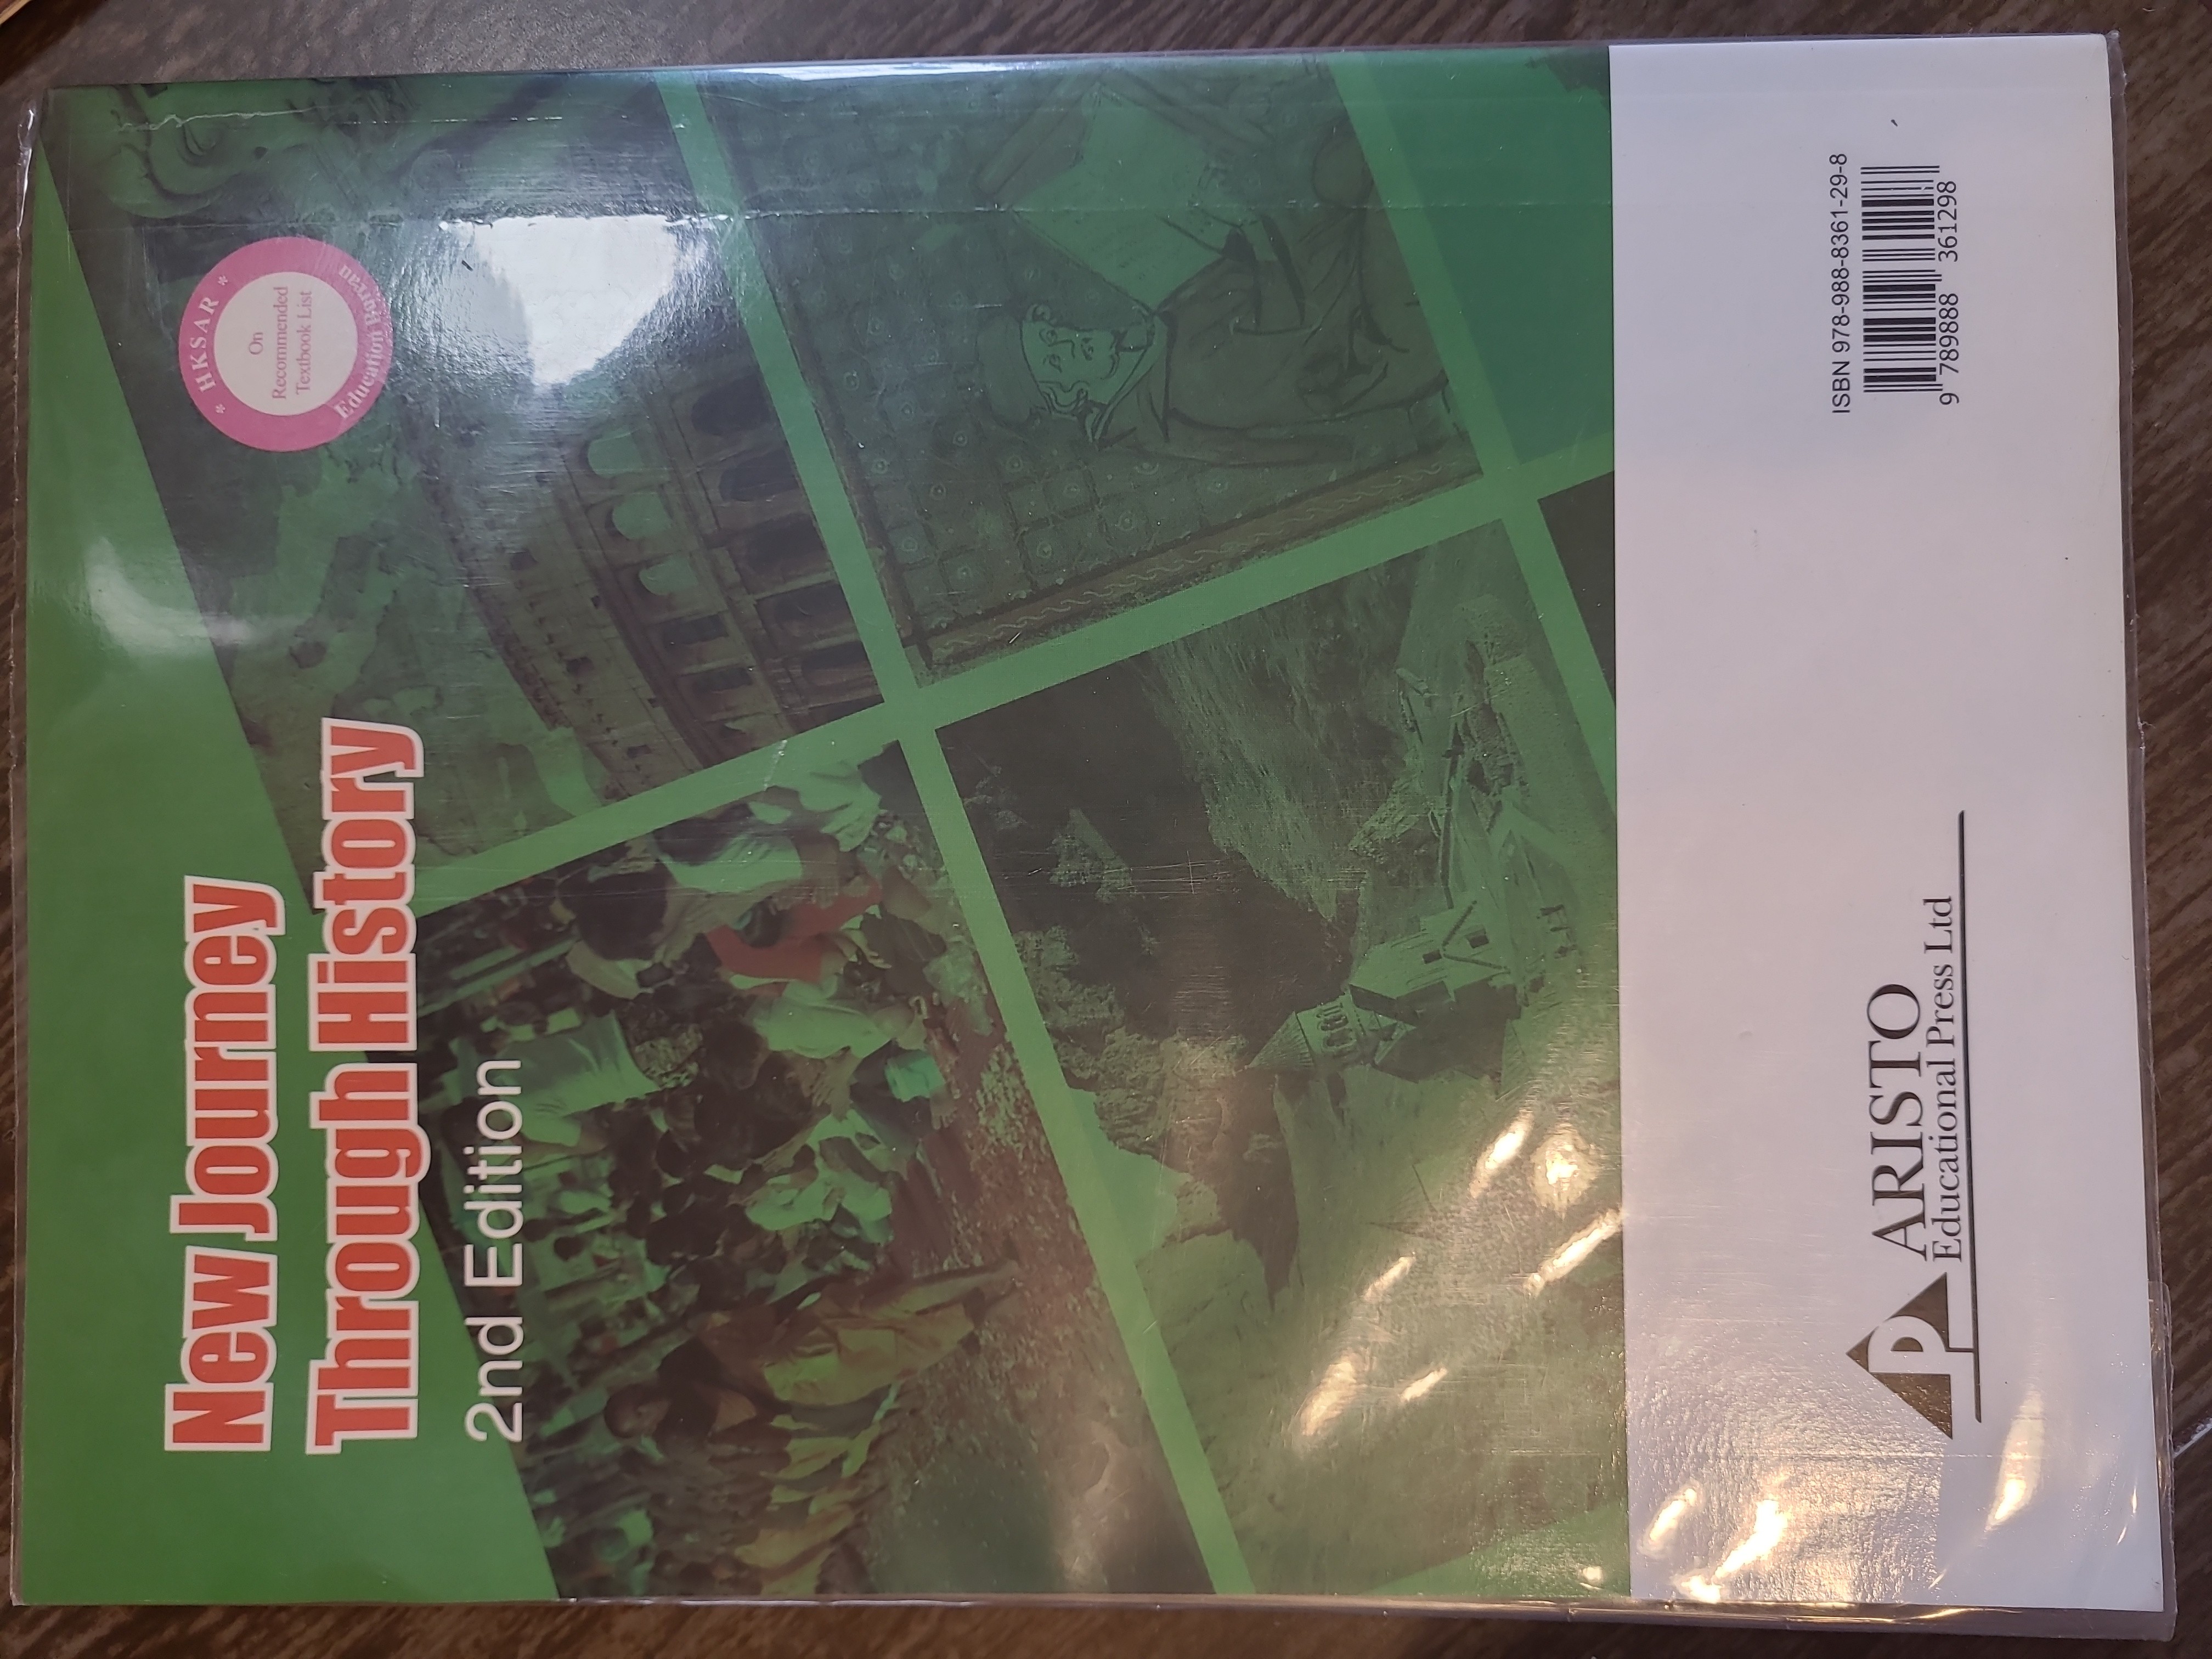 New Journey
Through History
2nd Edition
* HKSAR *
On
Recommended
Textbook List
Education Bureau
P
ARISTO
Educational Press Ltd
ISBN 978-988-8361-29-8
9 789888 361298